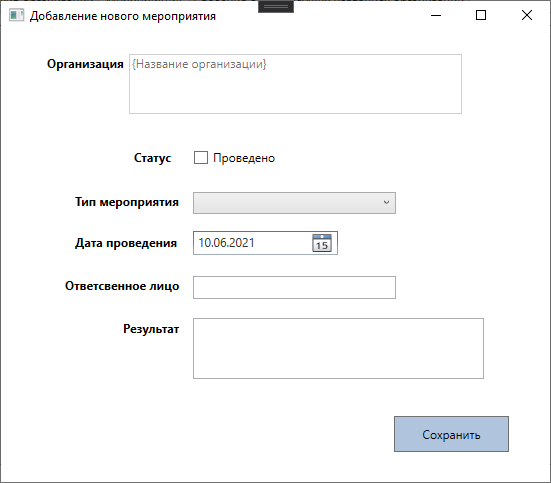 Добавление нового мероприятия
Организация {Название организации}
Статус Проведено
Тип мероприятия
Дата проведения 10.06.2021 15
Ответсвенное лицо
Результат
Сохранить